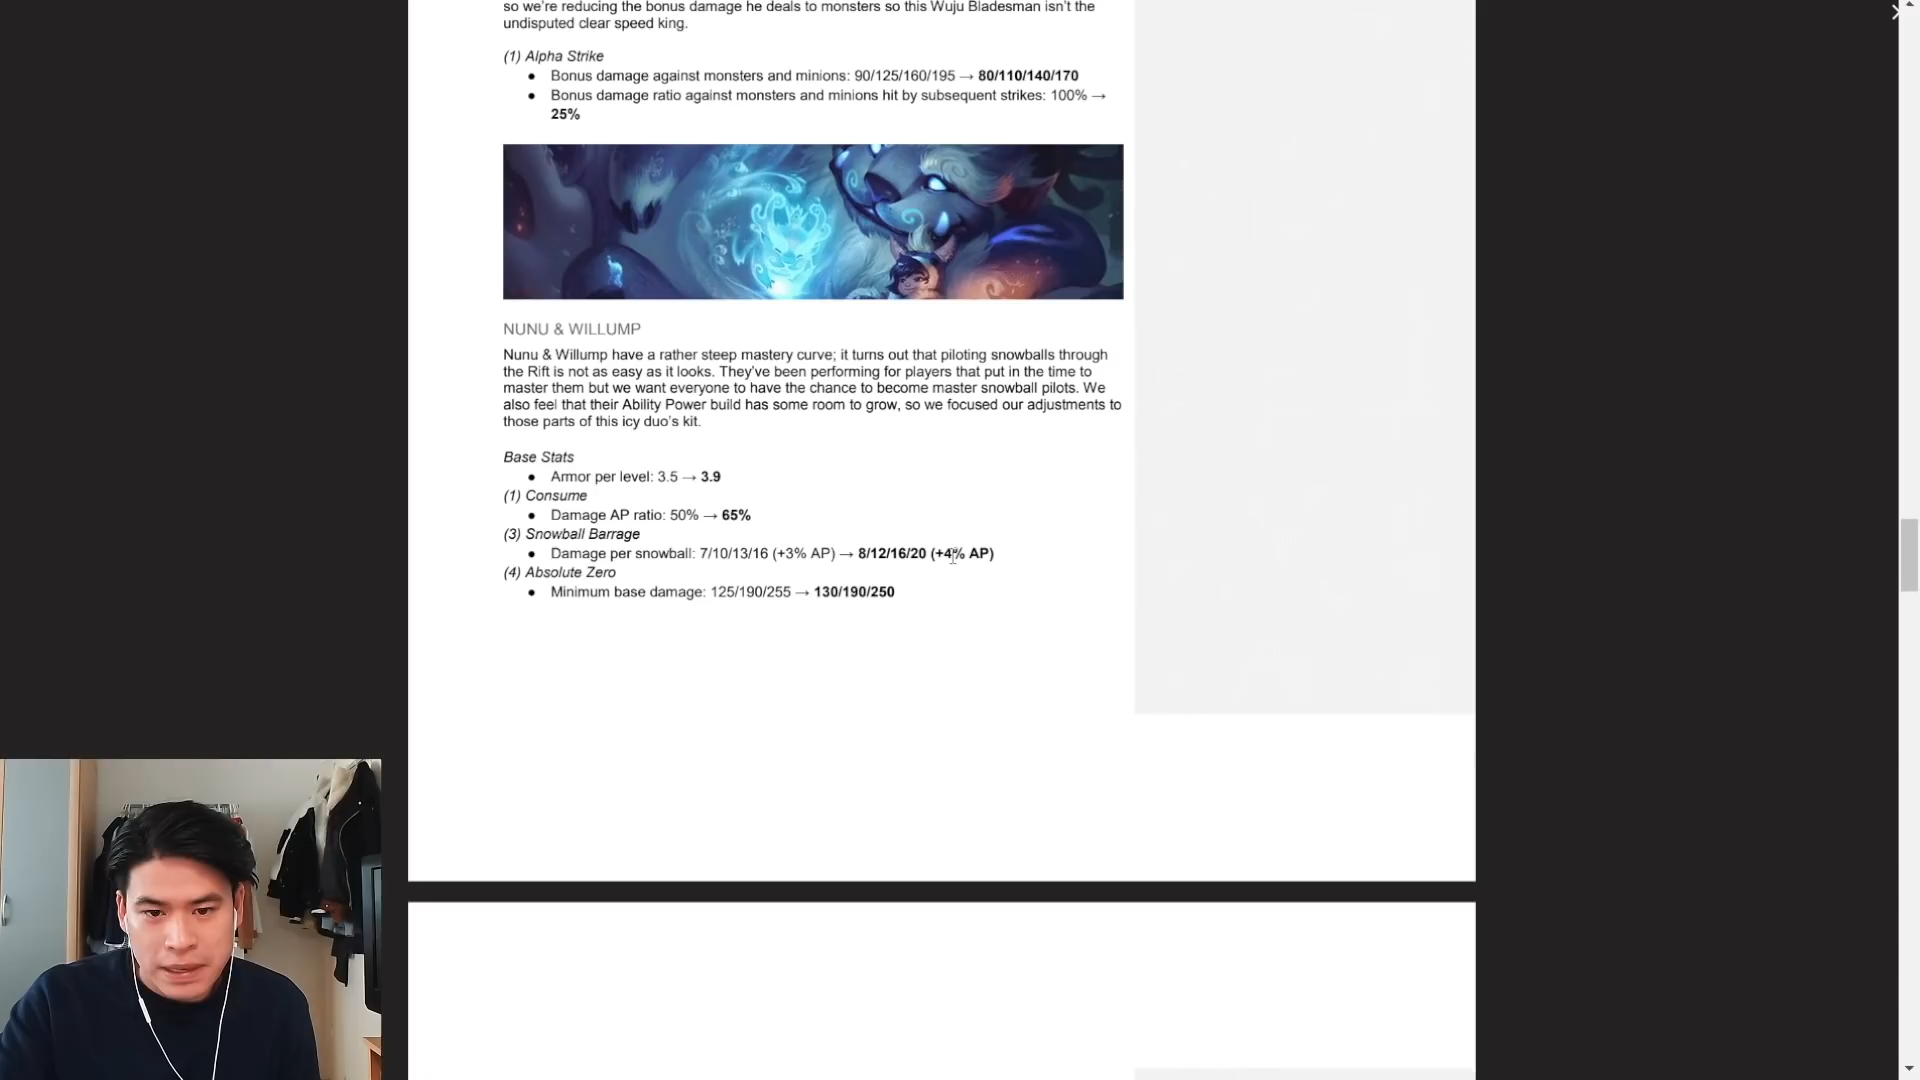 so we're reducing the bonus damage he deals to monsters so this Wuju Bladesman isn't the
undisputed clear speed king.
(1) Alpha Strike
● Bonus damage against monsters and minions: 90/125/160/195 → 80/110/140/170
● Bonus damage ratio against monsters and minions hit by subsequent strikes: 100% →
25%
NUNU & WILLUMP
Nunu & Willump have a rather steep mastery curve; it turns out that piloting snowballs through
the Rift is not as easy as it looks. They've been performing for players that put in the time to
master them but we want everyone to have the chance to become master snowball pilots. We
also feel that their Ability Power build has some room to grow, so we focused our adjustments to
those parts of this icy duo's kit.
Base Stats
● Armor per level: 3.5 → 3.9
(1) Consume
● Damage AP ratio: 50% → 65%
(3) Snowball Barrage
● Damage per snowball: 7/10/13/16 (+3% AP) → 8/12/16/20 (+4% AP)
(4) Absolute Zero
● Minimum base damage: 125/190/255 → 130/190/250